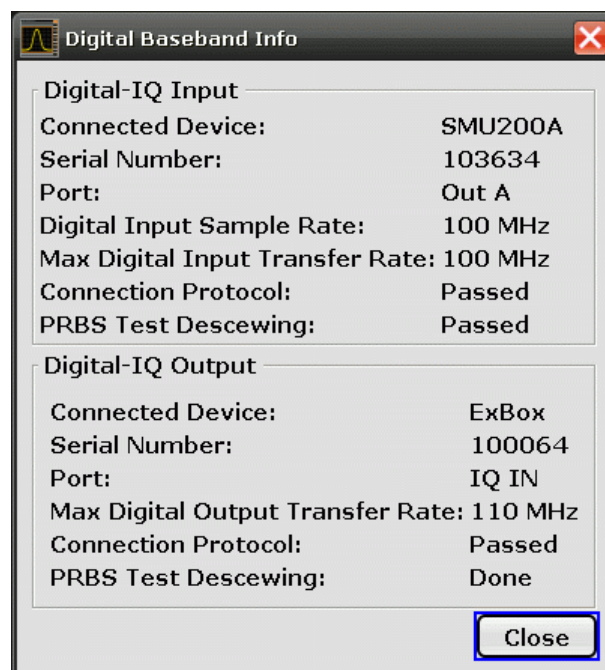 Digital Baseband Info
Digital-IQ Input
Connected Device: SMU200A
Serial Number: 103634
Port: Out A
Digital Input Sample Rate: 100 MHz
Max Digital Input Transfer Rate: 100 MHz
Connection Protocol: Passed
PRBS Test Descewing: Passed
Digital-IQ Output
Connected Device: ExBox
Serial Number: 100064
Port: IQ IN
Max Digital Output Transfer Rate: 110 MHz
Connection Protocol: Passed
PRBS Test Descewing: Done
Close